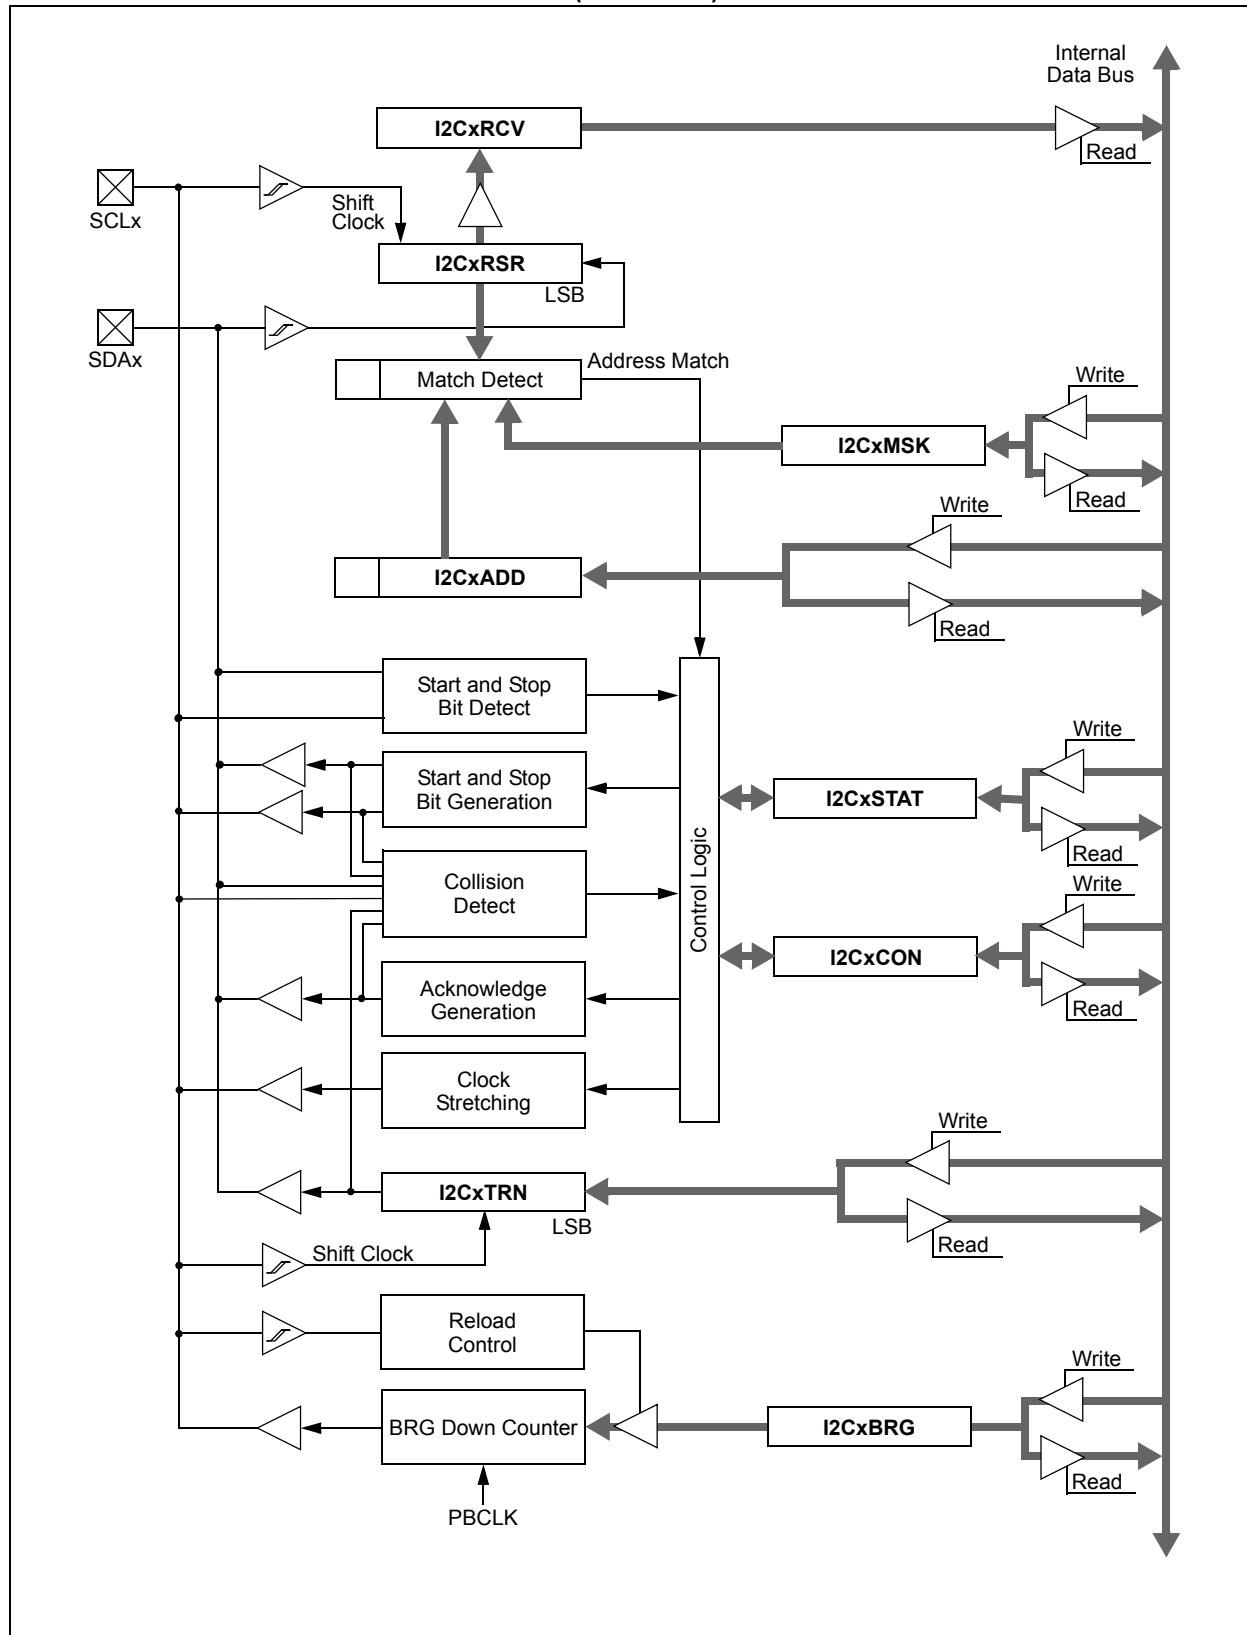 Internal
Data Bus
I2CxRCV
Read
SCLx
Shift
Clock
I2CxRSR
LSB
SDAx
Match Detect
Address Match
Write
I2CxMSK
Read
Write
I2CxADD
Read
Start and Stop
Bit Detect
Write
Start and Stop
Bit Generation
I2CxSTAT
Read
Control Logic
Collision
Detect
Write
I2CxCON
Acknowledge
Generation
Read
Clock
Stretching
Write
I2CxTRN
LSB
Read
Shift Clock
Reload
Control
Write
BRG Down Counter
I2CxBRG
Read
PBCLK